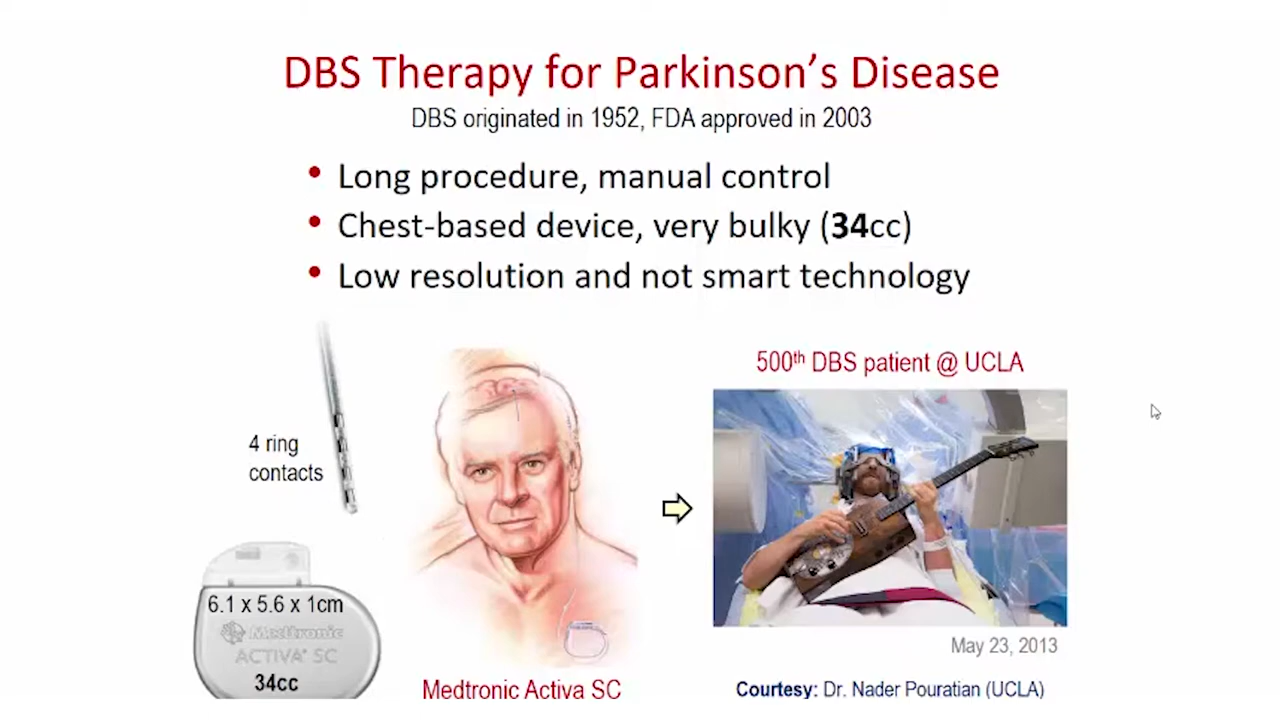 DBS Therapy for Parkinson's Disease
DBS originated in 1952, FDA approved in 2003
• Long procedure, manual control
• Chest-based device, very bulky (34cc)
• Low resolution and not smart technology
4 ring
contacts
6.1 x 5.6 x 1cm
Medtronic
ACTIVA® SC
34cc
Medtronic Activa SC
500th DBS patient @ UCLA
May 23, 2013
Courtesy: Dr. Nader Pouratian (UCLA)